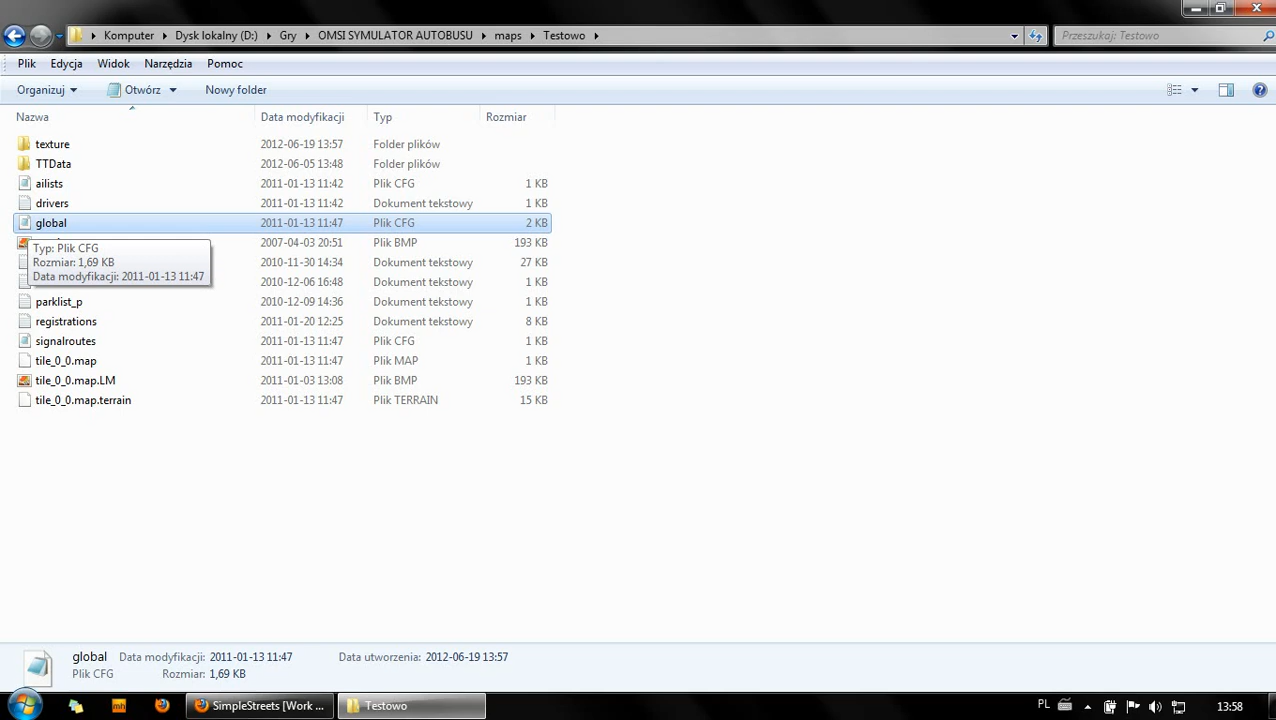 Komputer Dysk lokalny (D:) Gry OMSI SYMULATOR AUTOBUSU maps Testowo Przeszukaj: Testowo
Plik Edycja Widok Narzędzia Pomoc
Organizuj Otwórz Nowy folder
Nazwa Data modyfikacji Typ Rozmiar
texture 2012-06-19 13:57 Folder plików
TTData 2012-06-05 13:48 Folder plików
ailists 2011-01-13 11:42 Plik CFG 1 KB
drivers 2011-01-13 11:42 Dokument tekstowy 1 KB
global 2011-01-13 11:47 Plik CFG 2 KB
2007-04-03 20:51 Plik BMP 193 KB
2010-11-30 14:34 Dokument tekstowy 27 KB
2010-12-06 16:48 Dokument tekstowy 1 KB
Typ: Plik CFG
Rozmiar: 1,69 KB
Data modyfikacji: 2011-01-13 11:47
parklist_p 2010-12-09 14:36 Dokument tekstowy 1 KB
registrations 2011-01-20 12:25 Dokument tekstowy 8 KB
signalroutes 2011-01-13 11:47 Plik CFG 1 KB
tile_0_0.map 2011-01-13 11:47 Plik MAP 1 KB
tile_0_0.map.LM 2011-01-03 13:08 Plik BMP 193 KB
tile_0_0.map.terrain 2011-01-13 11:47 Plik TERRAIN 15 KB
global Data modyfikacji: 2011-01-13 11:47 Data utworzenia: 2012-06-19 13:57
Plik CFG Rozmiar: 1,69 KB
mh SimpleStreets [Work ... Testowo PL 13:58